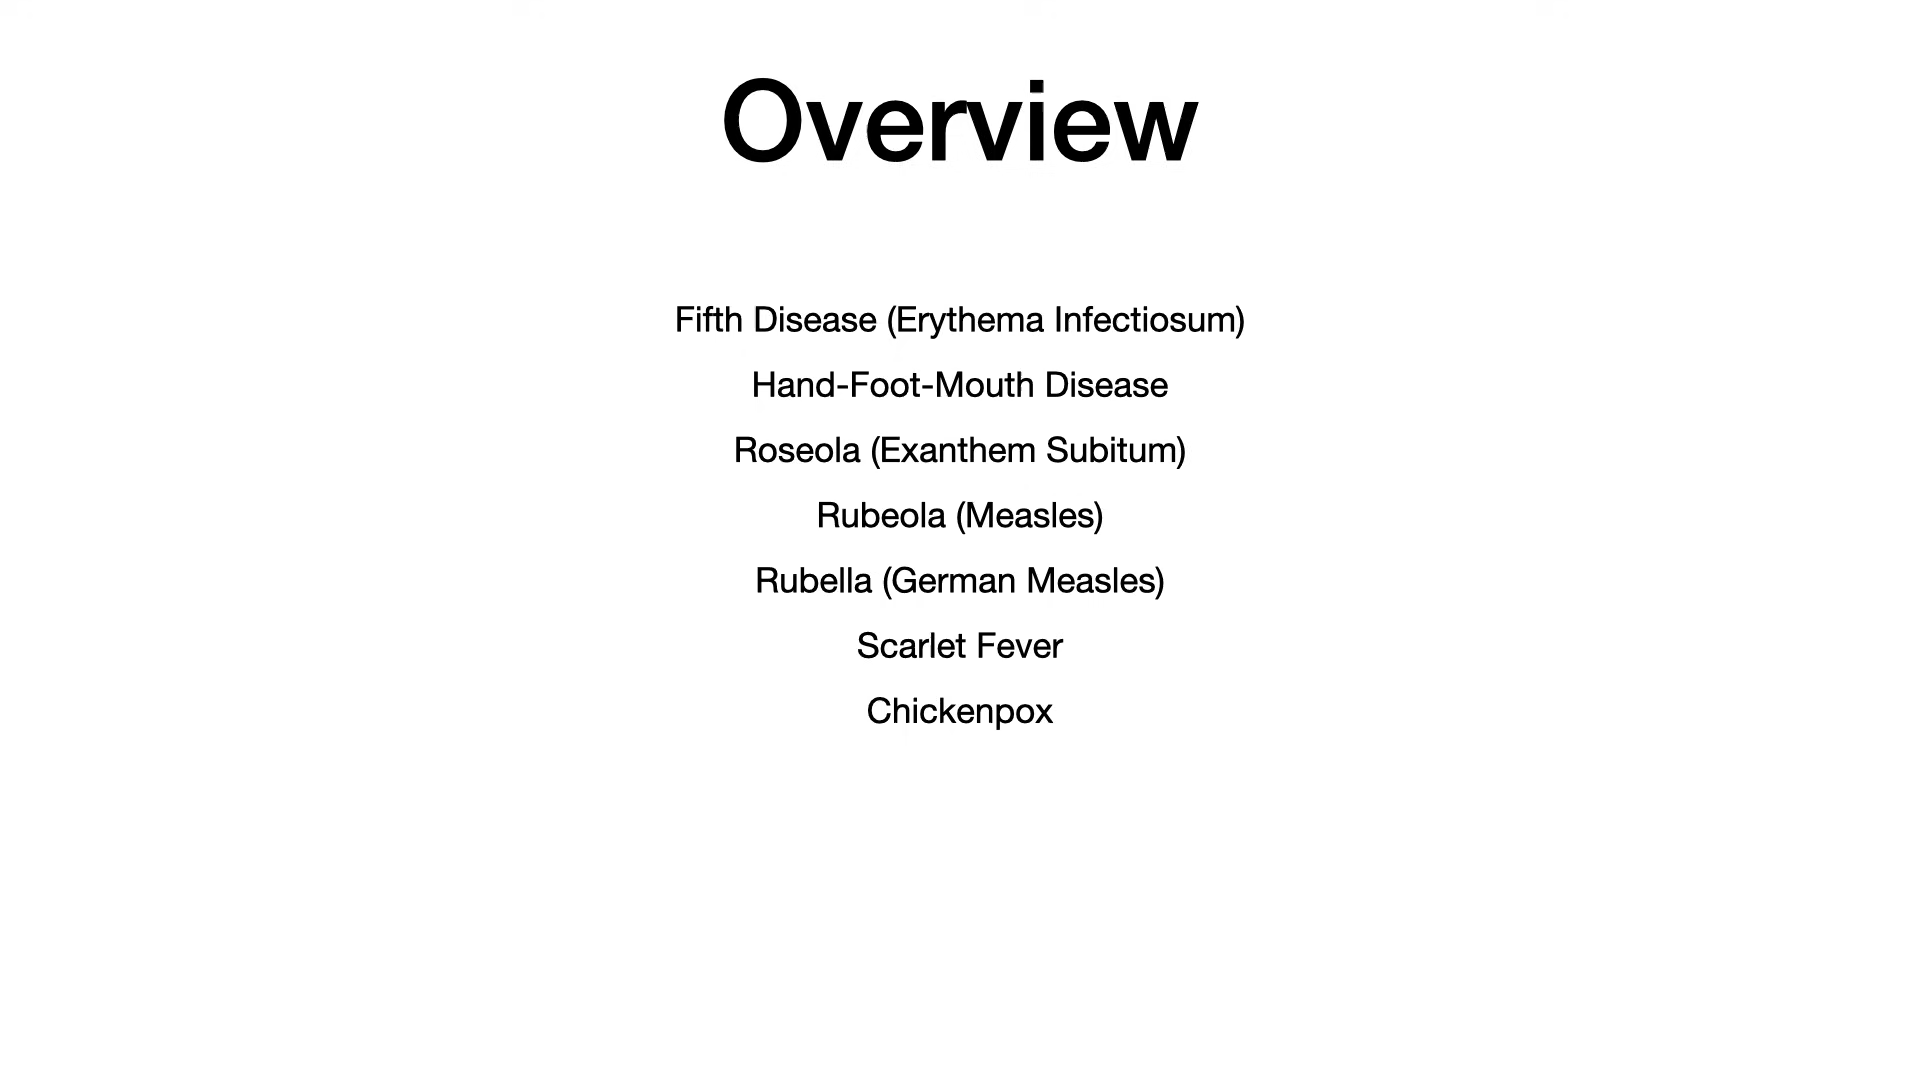 Overview
Fifth Disease (Erythema Infectiosum)
Hand-Foot-Mouth Disease
Roseola (Exanthem Subitum)
Rubeola (Measles)
Rubella (German Measles)
Scarlet Fever
Chickenpox